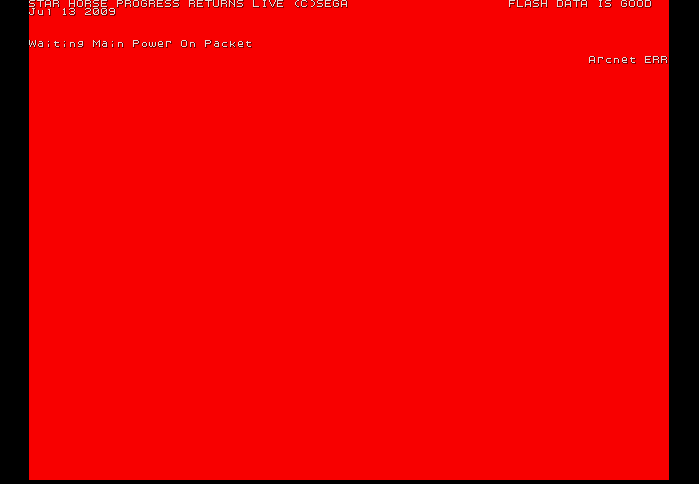 STAR HORSE PROGRESS RETURNS LIVE (C)SEGA FLASH DATA IS GOOD
Jul 13 2009
Waiting Main Power On Packet
Arcnet ERR